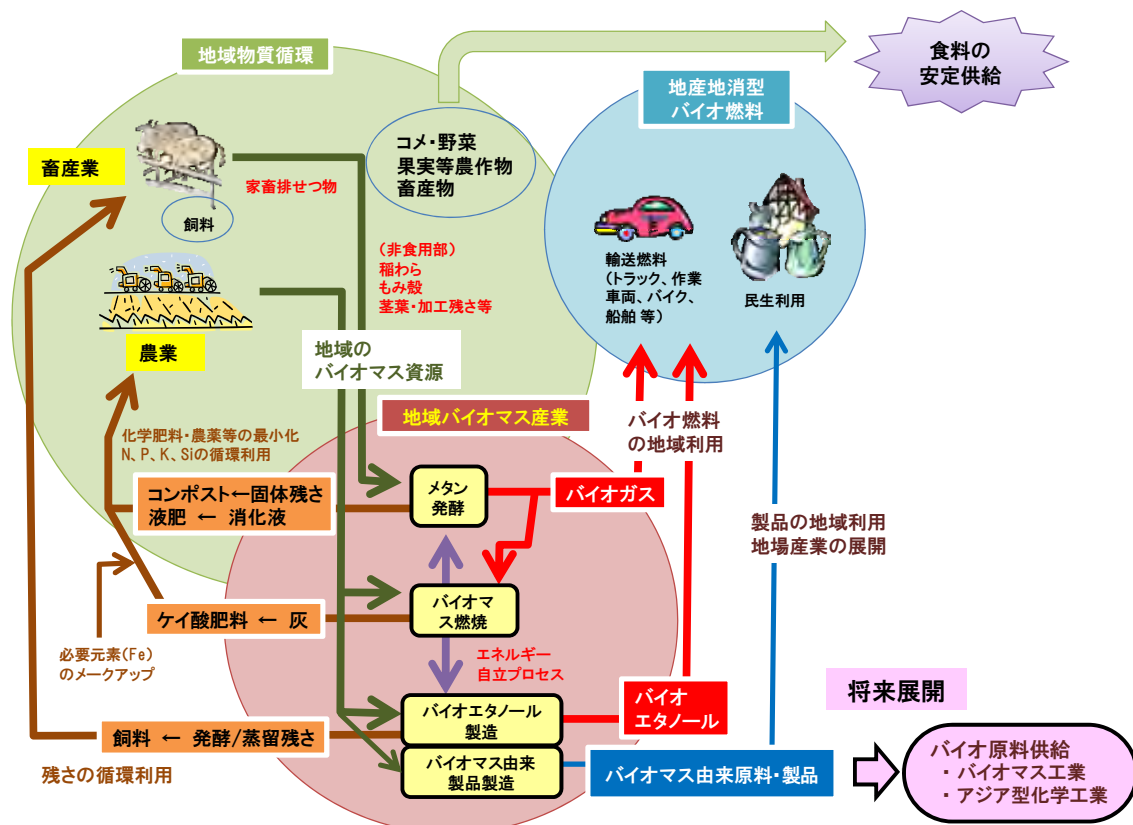 地域物質循環
食料の
安定供給
地産地消型
バイオ燃料
コメ・野菜
果実等農作物
畜産物
畜産業
家畜排せつ物
飼料
(非食用部)
稲わら
もみ殻
茎葉・加工残さ等
輸送燃料
(トラック、作業
車両、バイク、
船舶 等)
民生利用
農業
地域の
バイオマス資源
地域バイオマス産業
バイオ燃料
の地域利用
化学肥料・農薬等の最小化
N、P、K、Siの循環利用
コンポスト←固体残さ
液肥 ← 消化液
メタン
発酵
バイオガス
製品の地域利用
地場産業の展開
ケイ酸肥料 ← 灰
バイオマ
ス燃焼
必要元素(Fe)
のメークアップ
エネルギー
自立プロセス
将来展開
バイオ
エタノール
飼料 ← 発酵/蒸留残さ
バイオエタノール
製造
残さの循環利用
バイオマス由来
製品製造
バイオマス由来原料・製品
バイオ原料供給
・バイオマス工業
・アジア型化学工業